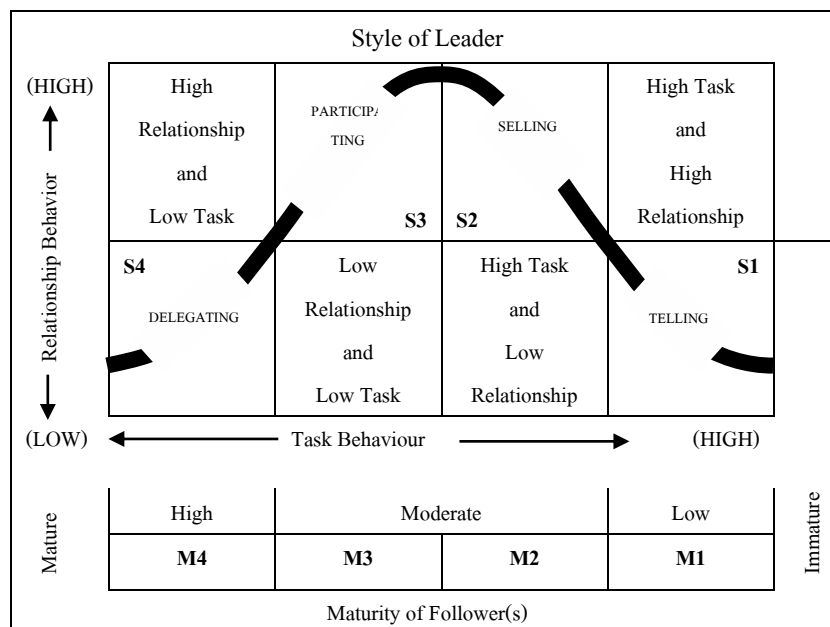 Style of Leader
(HIGH)
Relationship Behavior
(LOW)
High
Relationship
and
Low Task
PARTICIPA
TING
S3
SELLING
S2
High Task
and
High
Relationship
S4
DELEGATING
Low
Relationship
and
Low Task
High Task
and
Low
Relationship
S1
TELLING
Task Behaviour
(HIGH)
Mature
High
Moderate
Low
Immature
M4
M3
M2
M1
Maturity of Follower(s)